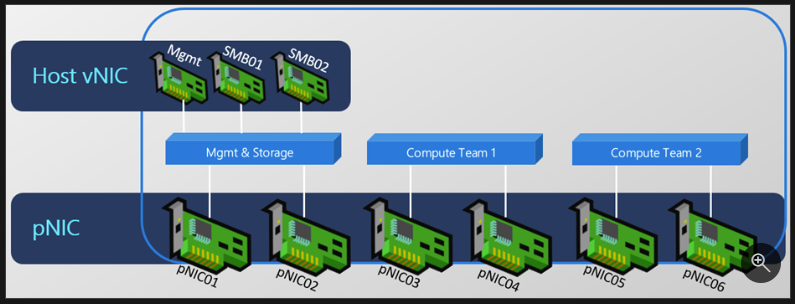 Host vNIC
Mgmt
SMB01
SMB02
Mgmt & Storage
Compute Team 1
Compute Team 2
pNIC
pNIC01
pNIC02
pNIC03
pNIC04
pNIC05
pNIC06